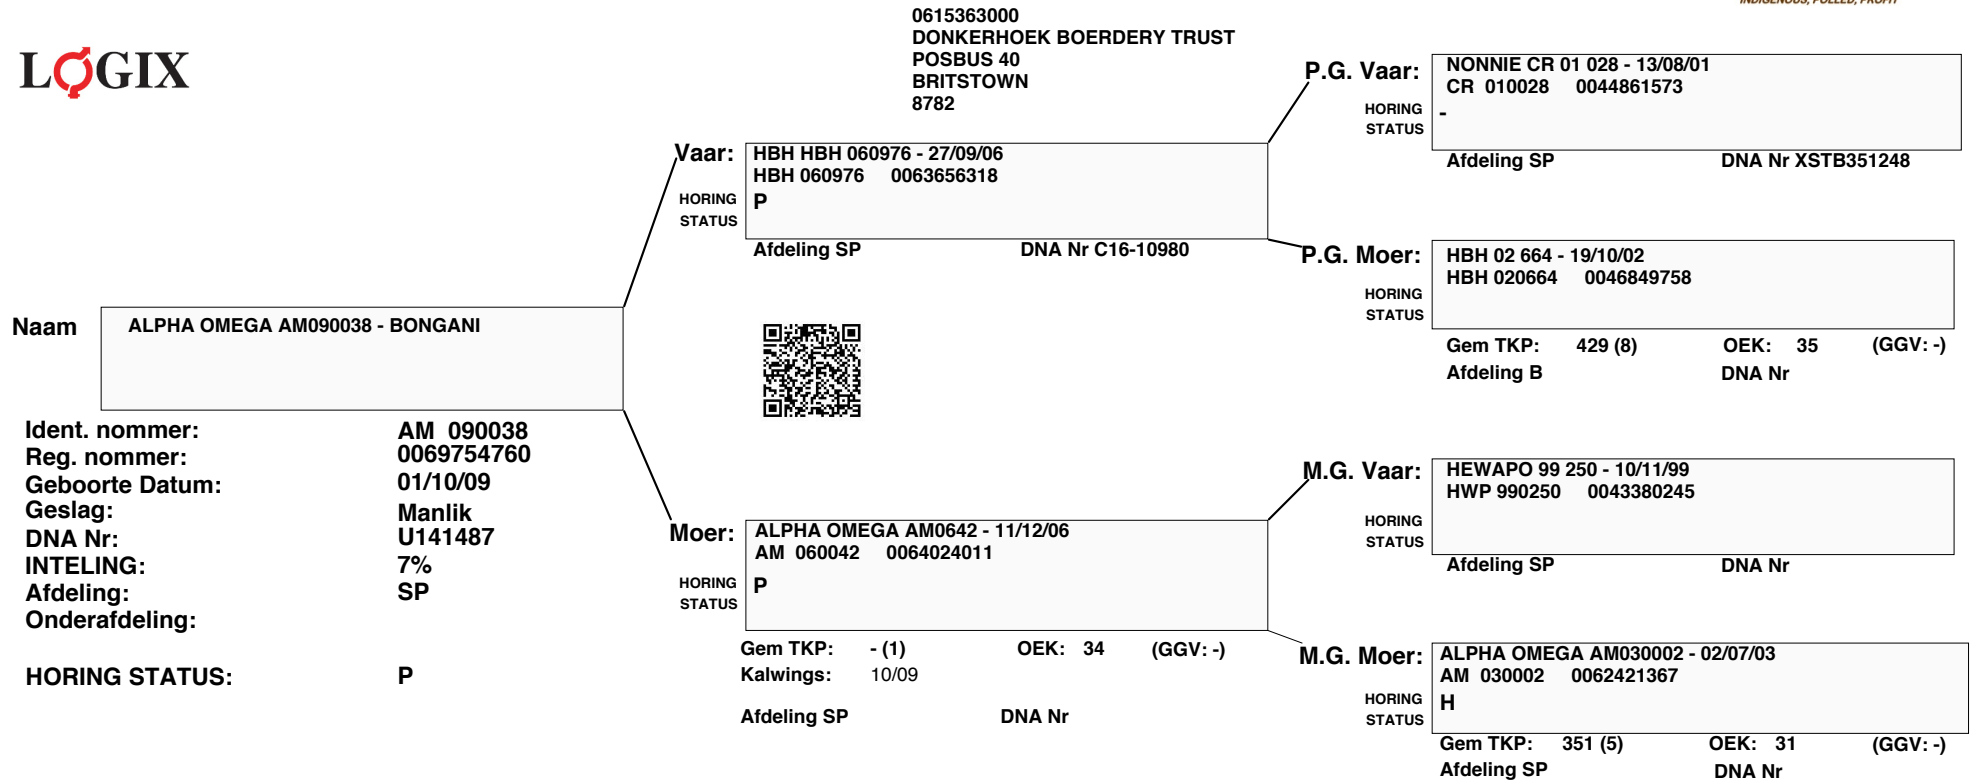 INDIGENOUS, POLLED, PROFIT
LOGIX
0615363000
DONKERHOEK BOERDERY TRUST
POSBUS 40
BRITSTOWN
8782
P.G. Vaar:
NONNIE CR 01 028 - 13/08/01
CR 010028 0044861573
HORING
STATUS
-
Afdeling SP DNA Nr XSTB351248
Vaar:
HBH HBH 060976 - 27/09/06
HBH 060976 0063656318
HORING
STATUS
P
Afdeling SP DNA Nr C16-10980
P.G. Moer:
HBH 02 664 - 19/10/02
HBH 020664 0046849758
HORING
STATUS
Gem TKP: 429 (8) OEK: 35 (GGV: -)
Afdeling B DNA Nr
Naam ALPHA OMEGA AM090038 - BONGANI
Ident. nommer: AM 090038
Reg. nommer: 0069754760
Geboorte Datum: 01/10/09
Geslag: Manlik
DNA Nr: U141487
INTELING: 7%
Afdeling: SP
Onderafdeling:
HORING STATUS: P
Moer:
ALPHA OMEGA AM0642 - 11/12/06
AM 060042 0064024011
HORING
STATUS
P
Gem TKP: - (1) OEK: 34 (GGV: -)
Kalwings: 10/09
Afdeling SP DNA Nr
M.G. Vaar:
HEWAPO 99 250 - 10/11/99
HWP 990250 0043380245
HORING
STATUS
Afdeling SP DNA Nr
M.G. Moer:
ALPHA OMEGA AM030002 - 02/07/03
AM 030002 0062421367
HORING
STATUS
H
Gem TKP: 351 (5) OEK: 31 (GGV: -)
Afdeling SP DNA Nr